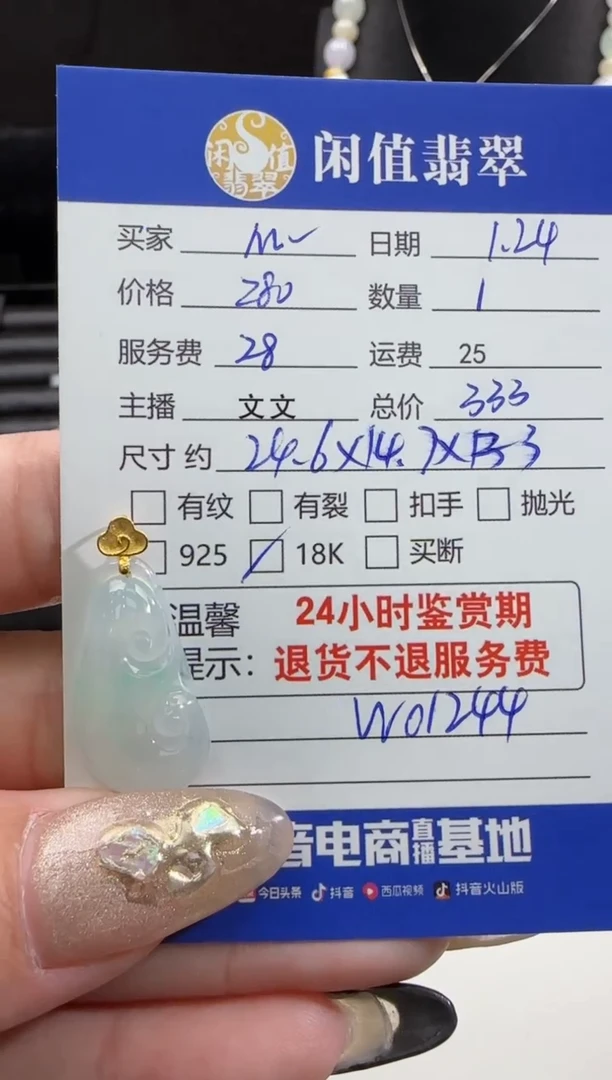 闲值翡翠
闲值翡翠
买家 日期 1.24
价格 280 数量 1
服务费 28 运费 25
主播 文文 总价 333
尺寸 约 24.6X14.7X
有纹 有裂 扣手 抛光
925 18K 买断
温馨 24小时鉴赏期
提示: 退货不退服务费
W01244
音电商直播基地
今日头条 抖音 西瓜视频 抖音火山版